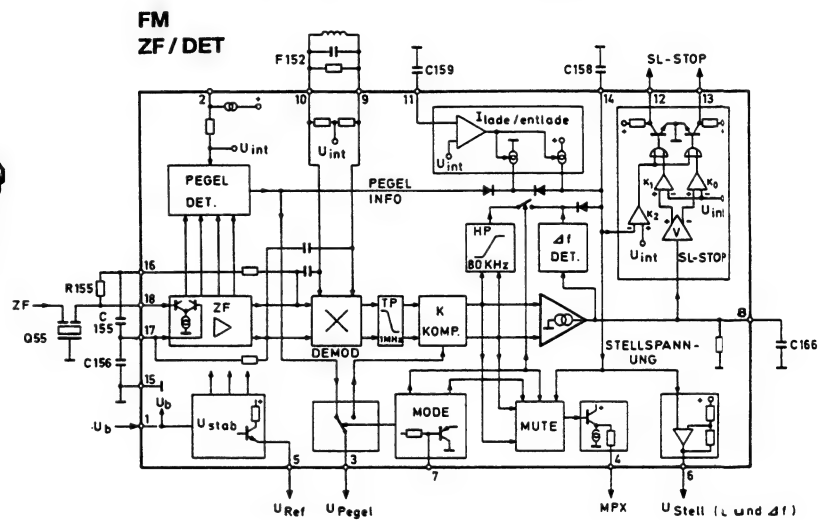 FM
ZF / DET
F152
C159
C158
SL-STOP
2
10
9
11
14
12
13
U int
U int
I lade/entlade
U int
PEGEL
DET.
PEGEL
INFO
K1
K0
K2
U int
V
U int
SL-STOP
HP
80 KHz
Δf
DET.
16
R155
ZF
18
ZF
TP
1MHz
K
KOMP.
8
Q55
C
155
17
DEMOD
STELLSPANN-
UNG
C166
C156
15
Ub
1
Ub
U stab
MODE
MUTE
5
3
7
4
6
U Ref
U Pegel
MPX
U Stell ( und Δf )